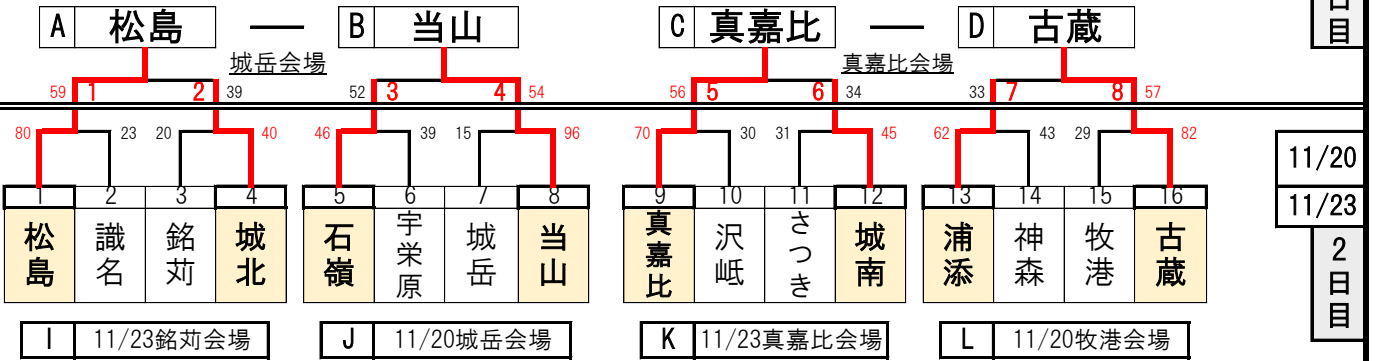 A 松島 B 当山 C 真嘉比 D 古蔵
目
城岳会場 真嘉比会場
59 1 2 39 52 3 4 54 56 5 6 34 33 7 8 57
80 23 20 40 46 39 15 96 70 30 31 45 62 43 29 82
11/20
1 2 3 4 5 6 7 8 9 10 11 12 13 14 15 16
11/23
松島 識名 銘苅 城北 石嶺 宇栄原 城岳 当山 真嘉比 沢岻 さつき 城南 浦添 神森 牧港 古蔵
2日目
I 11/23銘苅会場 J 11/20城岳会場 K 11/23真嘉比会場 L 11/20牧港会場